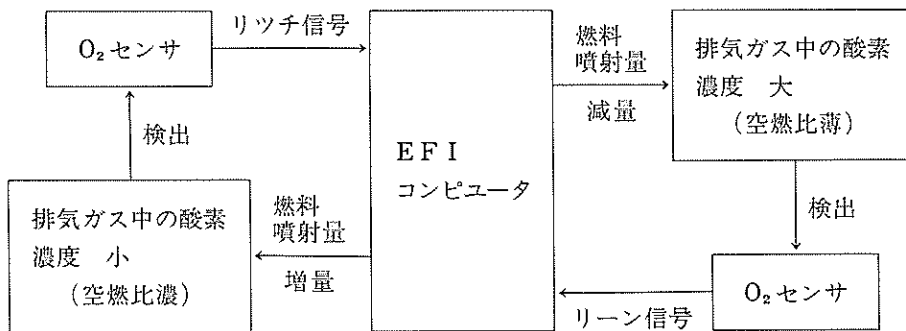 O₂センサ
リツチ信号
検出
排気ガス中の酸素
濃度 小
（空燃比濃）
燃料
噴射量
増量
EFI
コンピユータ
燃料
噴射量
減量
排気ガス中の酸素
濃度 大
（空燃比薄）
検出
O₂センサ
リーン信号